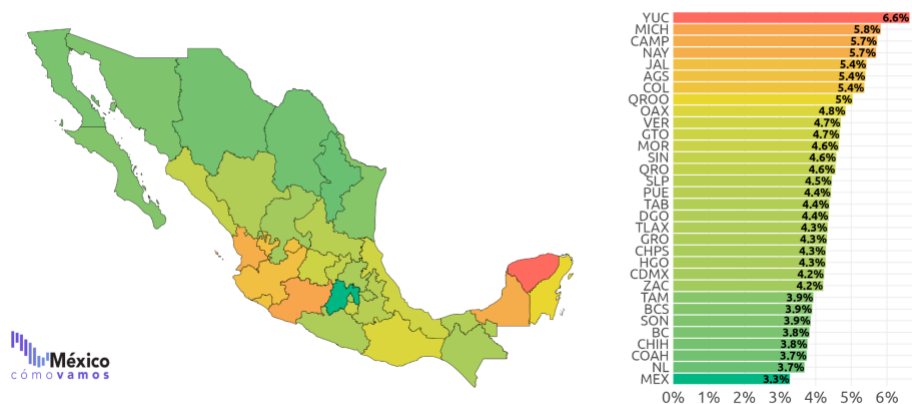 YUC 6.6%
MICH 5.8%
CAMP 5.7%
NAY 5.7%
JAL 5.4%
AGS 5.4%
COL 5.4%
QROO 5%
OAX 4.8%
VER 4.7%
GTO 4.7%
MOR 4.6%
SIN 4.6%
QRO 4.6%
SLP 4.5%
PUE 4.4%
TAB 4.4%
DGO 4.4%
TLAX 4.3%
GRO 4.3%
CHPS 4.3%
HGO 4.3%
CDMX 4.2%
ZAC 4.2%
TAM 3.9%
BCS 3.9%
SON 3.9%
BC 3.8%
CHIH 3.8%
COAH 3.7%
NL 3.7%
MEX 3.3%
0% 1% 2% 3% 4% 5% 6%
México
cómovamos